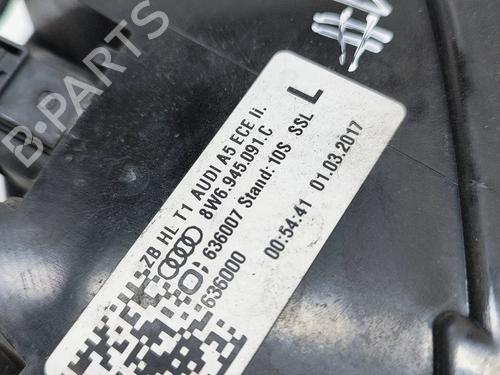 ZB HL T1 AUDI A5 ECE li.
8W6.945.091.C
636007 Stand: 10S SSL L
636000 00:54:41 01.03.2017
B-PARTS